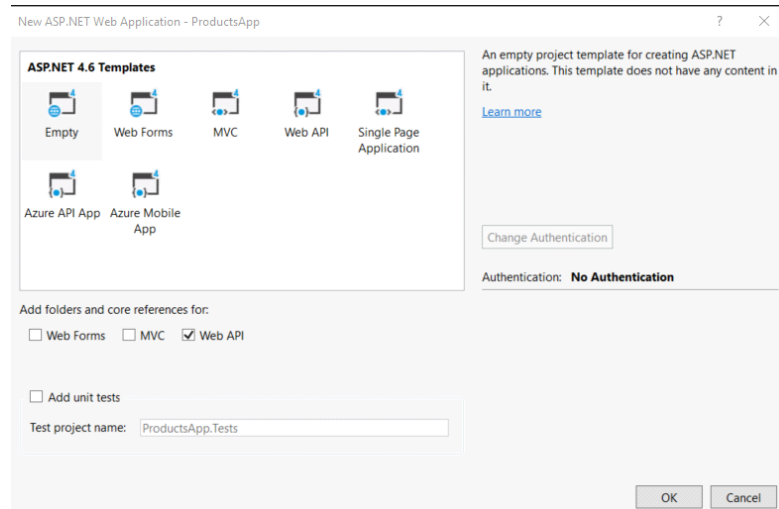 New ASP.NET Web Application - ProductsApp
? ×
ASP.NET 4.6 Templates
Empty
Web Forms
MVC
Web API
Single Page
Application
Azure API App
Azure Mobile
App
An empty project template for creating ASP.NET
applications. This template does not have any content in
it.
Learn more
Change Authentication
Authentication: No Authentication
Add folders and core references for:
Web Forms
MVC
Web API
Add unit tests
Test project name: ProductsApp.Tests
OK
Cancel